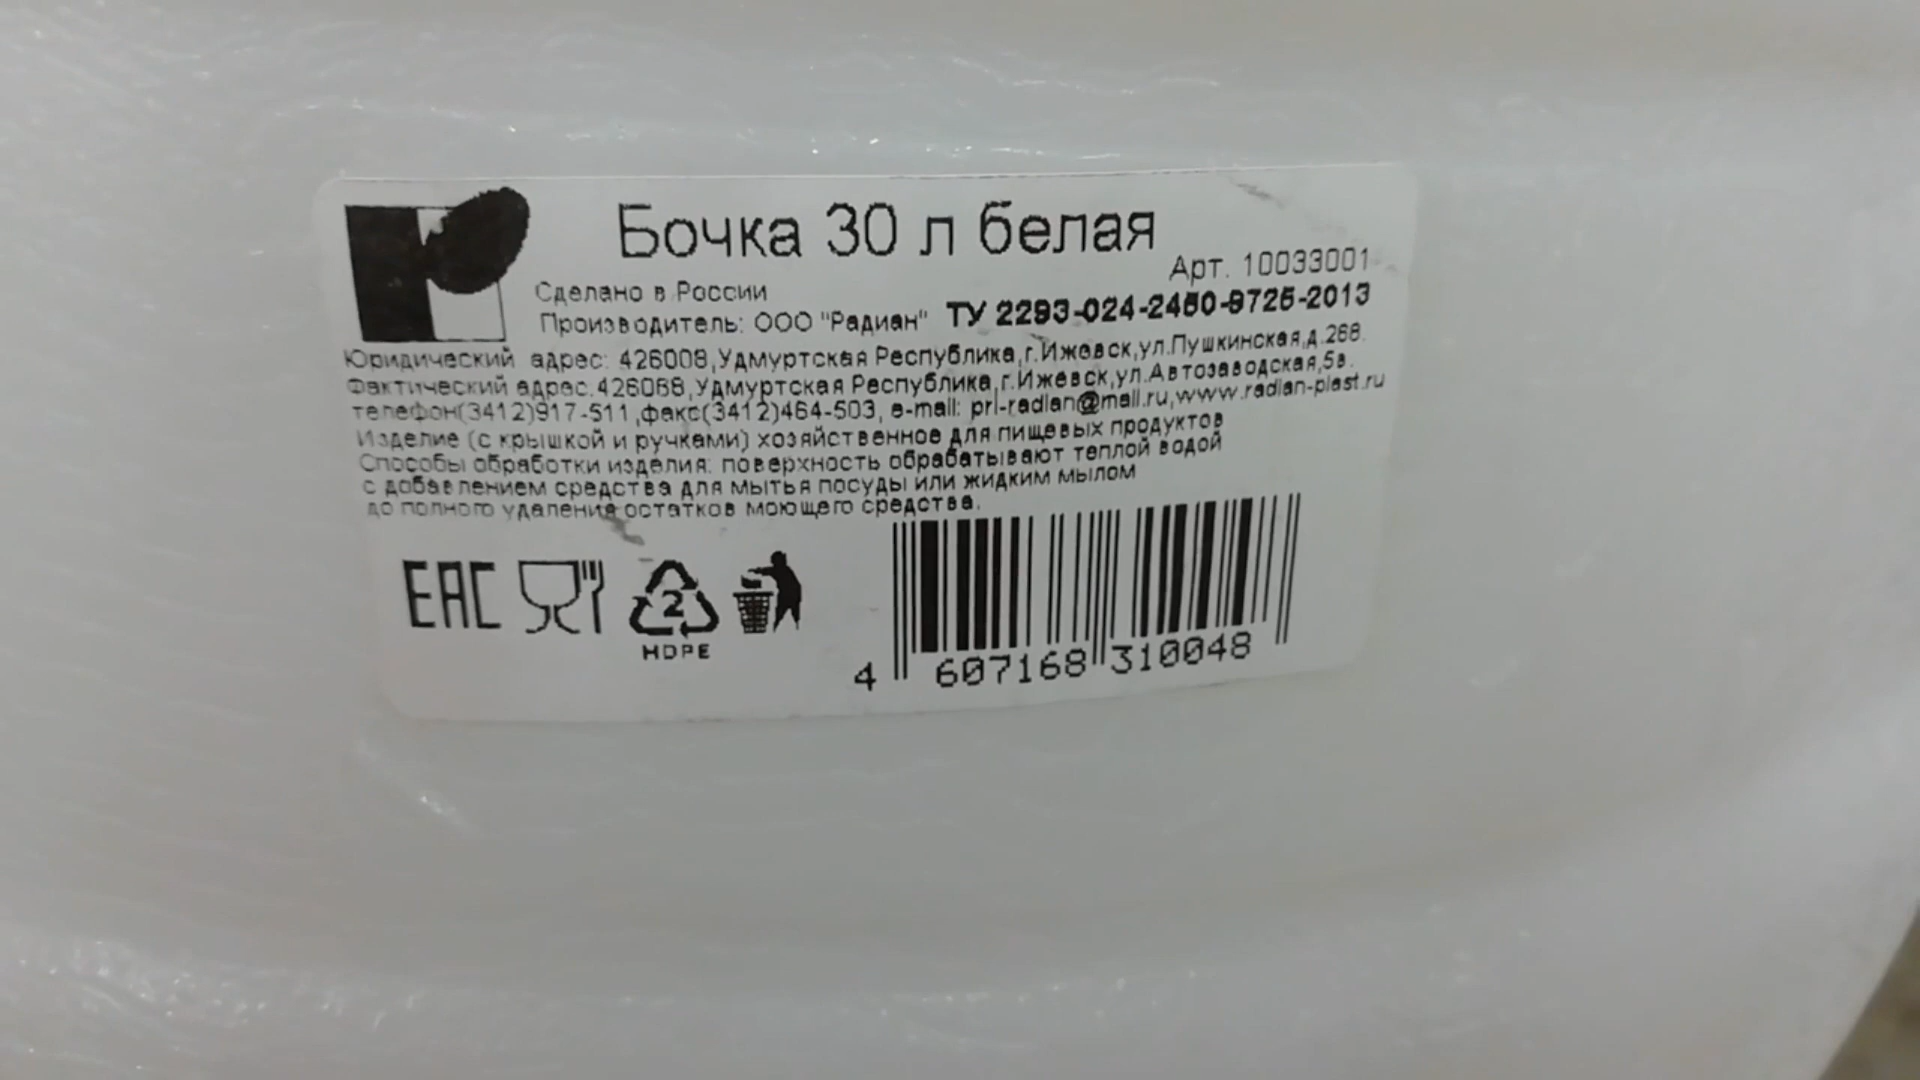 Бочка 30 л белая
Арт. 10033001
Сделано в России
Производитель: ООО "Радиан" ТУ 2293-024-2450-9725-2013
Юридический адрес: 426008,Удмуртская Республика,г.Ижевск,ул.Пушкинская,д.268.
Фактический адрес:426068,Удмуртская Республика,г.Ижевск,ул.Автозаводская,5в.
телефон(3412)917-511,факс(3412)464-503, e-mail: prl-radian@mail.ru,www.radian-plast.ru
Изделие (с крышкой и ручками) хозяйственное для пищевых продуктов
Способы обработки изделия: поверхность обрабатывают теплой водой
с добавлением средства для мытья посуды или жидким мылом
до полного удаления остатков моющего средства.
EAC
2
HDPE
4 607168 310048